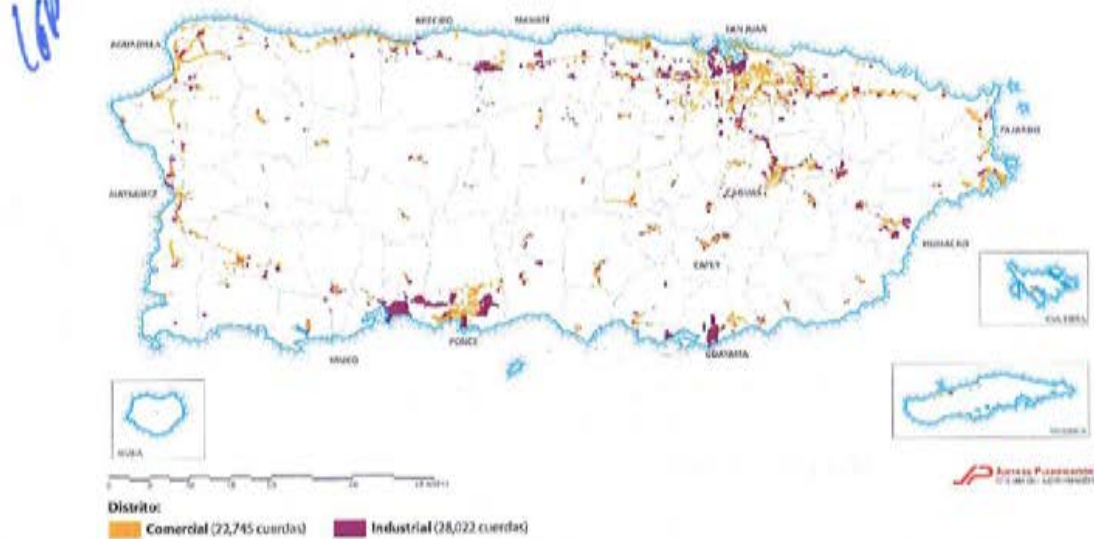 ARECIBO
MANATÍ
SAN JUAN
AGUADILLA
FAJARDO
MAYAGÜEZ
CAGUAS
HUMACAO
CAYEY
CULEBRA
PONCE
GUAYAMA
YAUCO
VIEQUES
MONA
Junta de Planificación
Distrito:
Comercial (22,745 cuerdas)
Industrial (28,022 cuerdas)